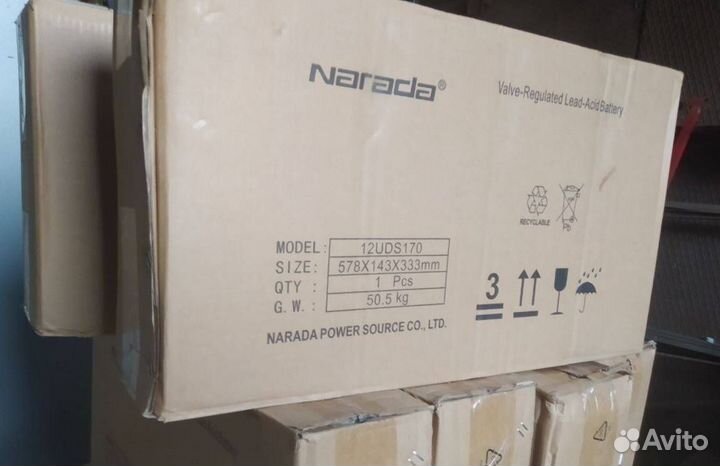 Narada®
Valve-Regulated Lead-Acid Battery
RECYCLABLE
Pb
MODEL: 12UDS170
SIZE: 578X143X333mm
QTY : 1 Pcs
G.W. : 50.5 kg
3
NARADA POWER SOURCE CO., LTD.
Avito